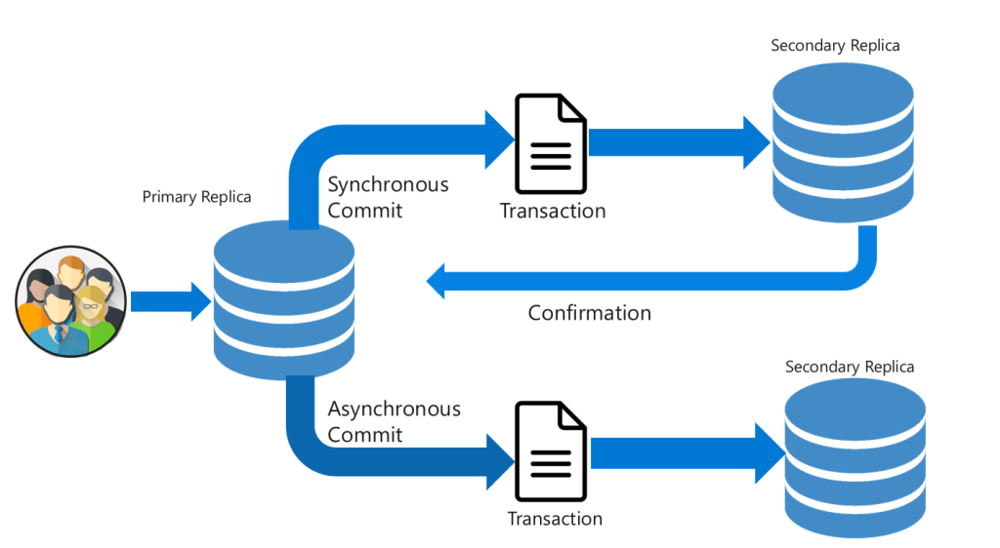 Secondary Replica
Synchronous
Commit
Transaction
Primary Replica
Confirmation
Secondary Replica
Asynchronous
Commit
Transaction